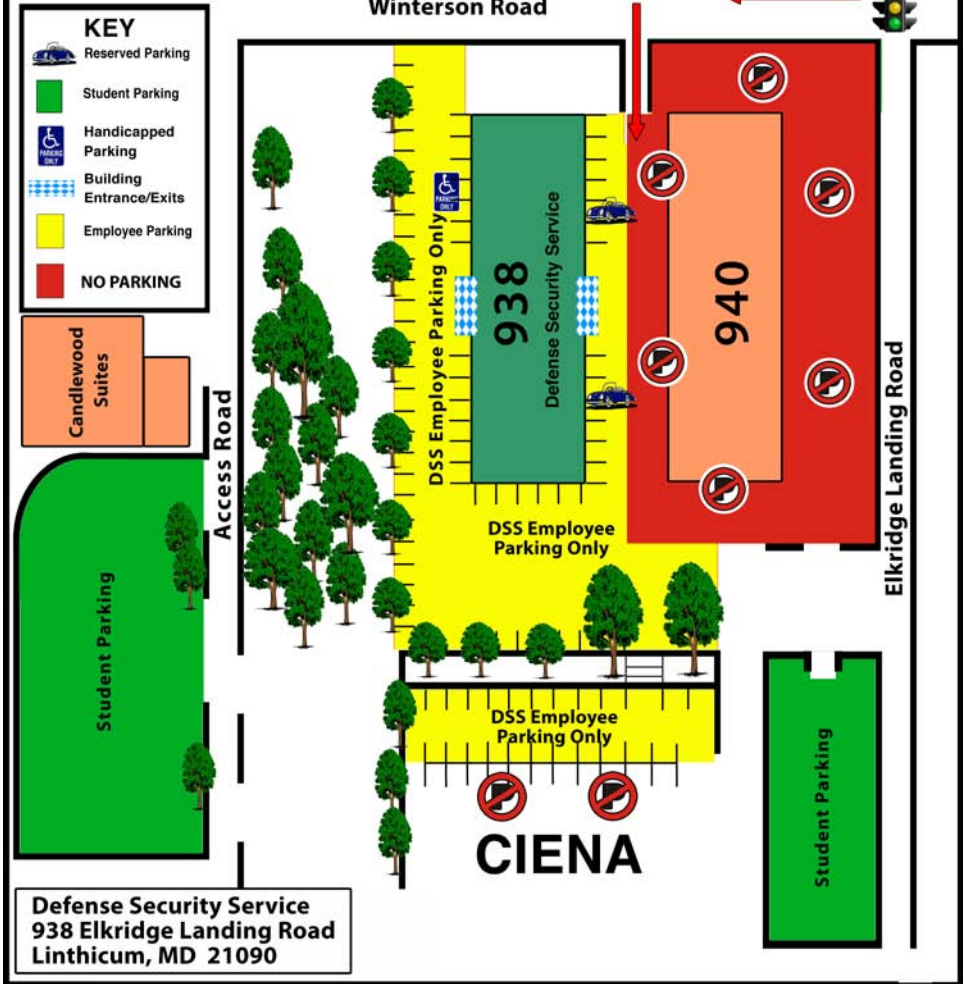 Winterson Road
KEY
Reserved Parking
Student Parking
PARKING
ONLY
Handicapped
Parking
Building
Entrance/Exits
Employee Parking
NO PARKING
Candlewood
Suites
Access Road
Student Parking
PARKING
ONLY
DSS Employee Parking Only
938
Defense Security Service
940
Elkridge Landing Road
DSS Employee
Parking Only
DSS Employee
Parking Only
P
P
P
P
P
P
P
P
CIENA
Student Parking
Defense Security Service
938 Elkridge Landing Road
Linthicum, MD 21090